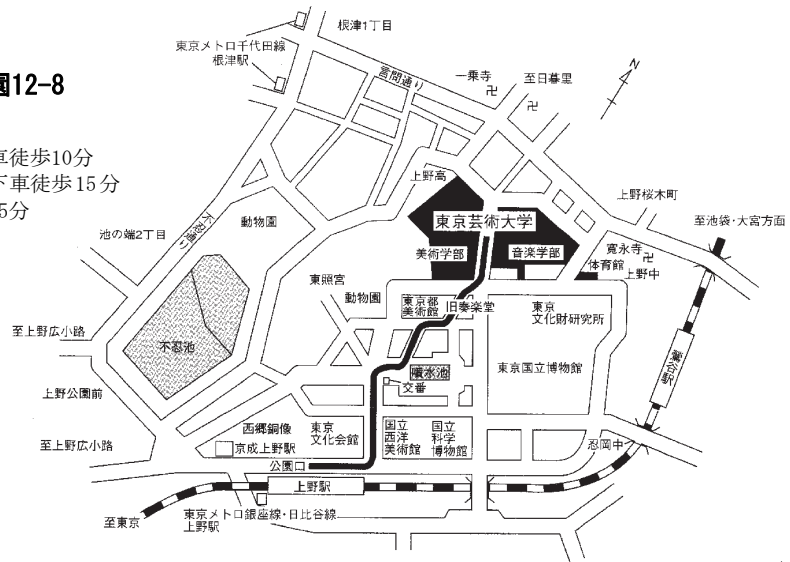 園12-8
車徒歩10分
下車徒歩15分
5分
根津1丁目
東京メトロ千代田線
根津駅
言問通り
一乗寺
至日暮里
N
上野高
上野桜木町
東京芸術大学
至池袋・大宮方面
美術学部
音楽学部
寛永寺
体育館
上野中
動物園
池の端2丁目
不忍通り
東照宮
動物園
東京都
美術館
旧奏楽堂
東京
文化財研究所
不忍池
至上野広小路
噴水池
交番
東京国立博物館
鶯谷駅
上野公園前
西郷銅像
東京
文化会館
国立
西洋
美術館
国立
科学
博物館
忍岡中
至上野広小路
京成上野駅
公園口
上野駅
至東京
東京メトロ銀座線・日比谷線
上野駅